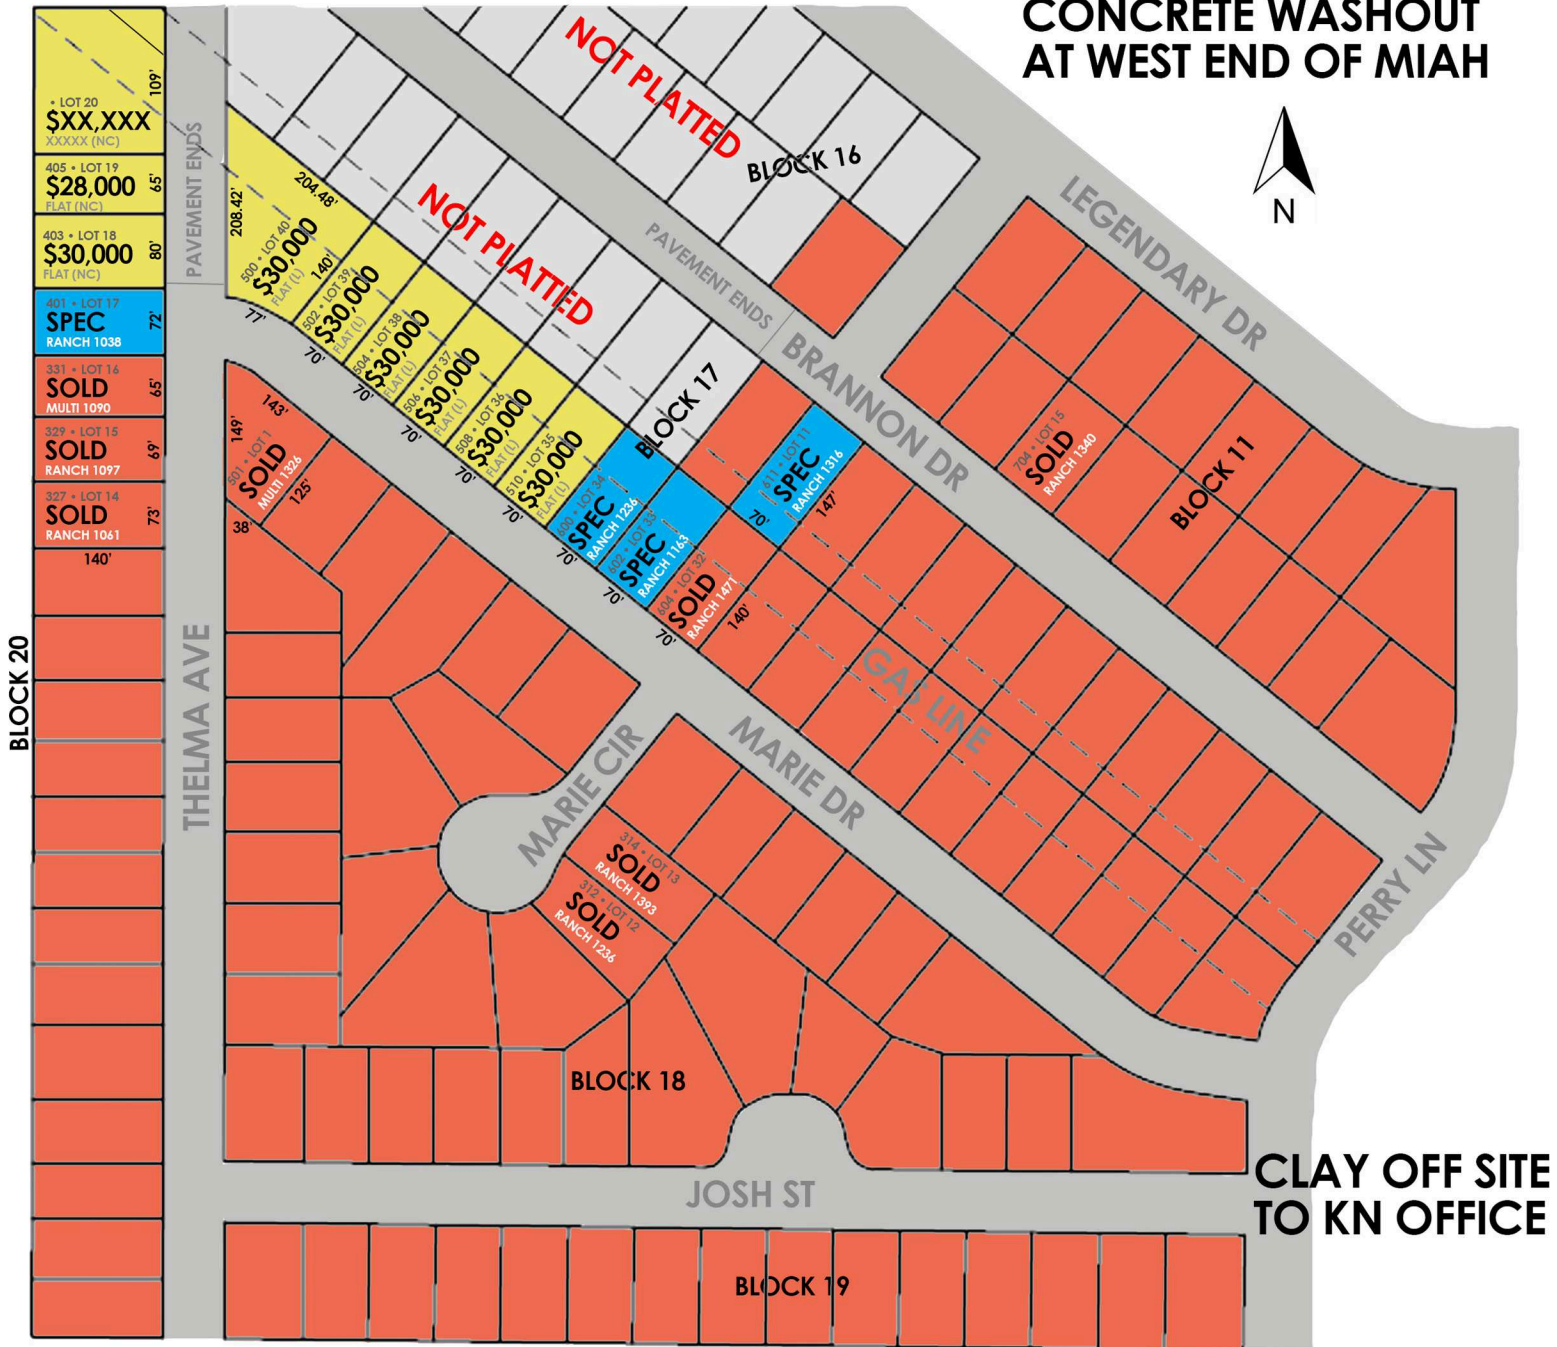 CONCRETE WASHOUT
AT WEST END OF MIAH
N
NOT PLATTED
BLOCK 16
LEGENDARY DR
109'
• LOT 20
$XX,XXX
XXXXX (NC)
405 • LOT 19
$28,000
FLAT (NC)
65'
403 • LOT 18
$30,000
FLAT (NC)
80'
401 • LOT 17
SPEC
RANCH 1038
72'
331 • LOT 16
SOLD
MULTI 1090
65'
329 • LOT 15
SOLD
RANCH 1097
69'
327 • LOT 14
SOLD
RANCH 1061
73'
140'
BLOCK 20
PAVEMENT ENDS
THELMA AVE
208.42'
204.48'
500 • LOT 40
$30,000
FLAT (L)
77'
140'
502 • LOT 39
$30,000
FLAT (L)
70'
504 • LOT 38
$30,000
FLAT (L)
70'
506 • LOT 37
$30,000
FLAT (L)
70'
508 • LOT 36
$30,000
FLAT (L)
70'
510 • LOT 35
$30,000
FLAT (L)
70'
600 • LOT 34
SPEC
RANCH 1236
70'
602 • LOT 33
SPEC
RANCH 1163
70'
604 • LOT 32
SOLD
RANCH 1471
70'
140'
NOT PLATTED
BLOCK 17
PAVEMENT ENDS
BRANNON DR
611 • LOT 11
SPEC
RANCH 1316
70'
147'
704 • LOT 15
SOLD
RANCH 1340
BLOCK 11
GAS LINE
143'
149'
501 • LOT 1
SOLD
MULTI 1326
125'
38'
MARIE CIR
MARIE DR
PERRY LN
314 • LOT 13
SOLD
RANCH 1393
312 • LOT 12
SOLD
RANCH 1236
BLOCK 18
JOSH ST
CLAY OFF SITE
TO KN OFFICE
BLOCK 19